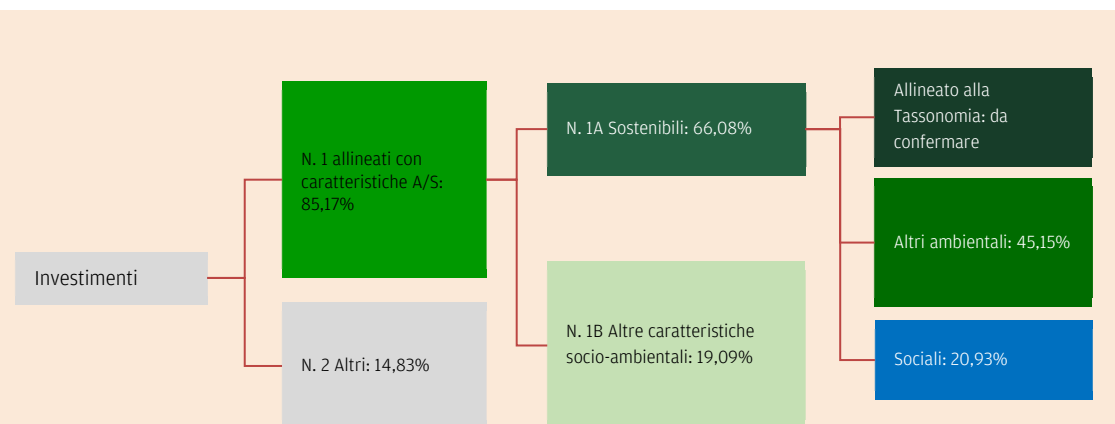 Investimenti
N. 1 allineati con
caratteristiche A/S:
85,17%
N. 2 Altri: 14,83%
N. 1A Sostenibili: 66,08%
N. 1B Altre caratteristiche
socio-ambientali: 19,09%
Allineato alla
Tassonomia: da
confermare
Altri ambientali: 45,15%
Sociali: 20,93%